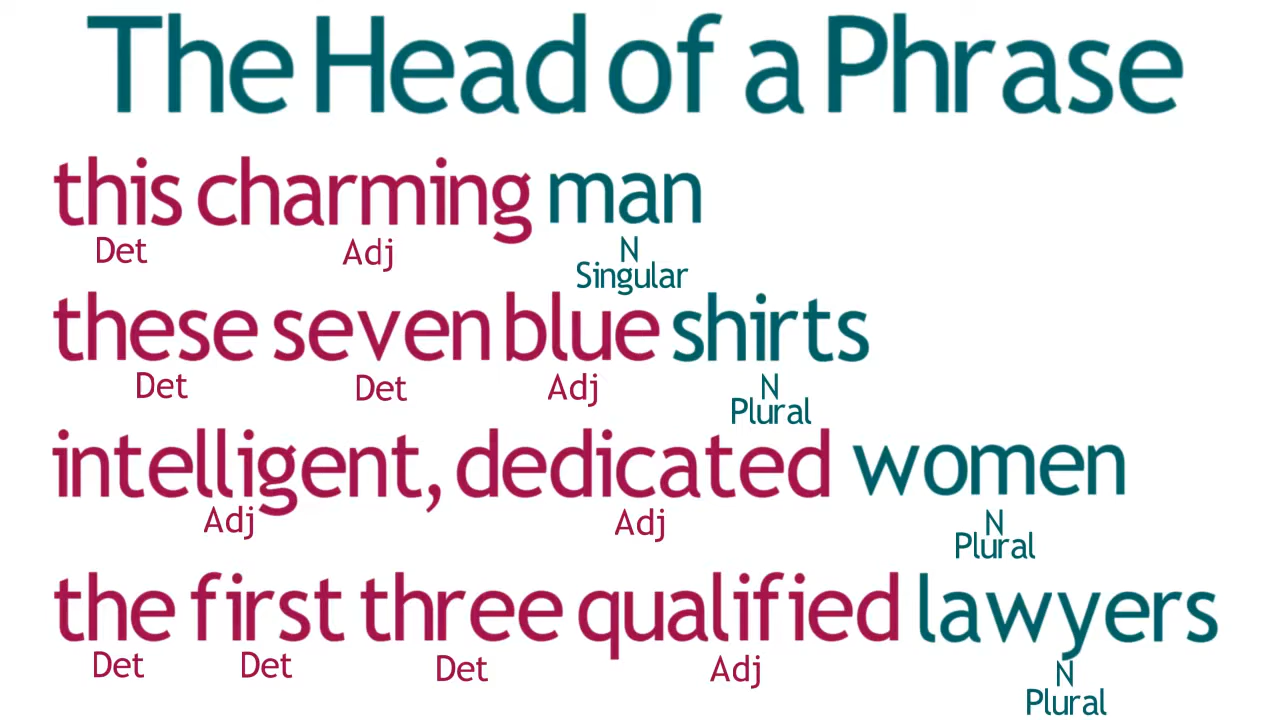 The Head of a Phrase
this charming man
Det Adj N
Singular
these seven blue shirts
Det Det Adj N
Plural
intelligent, dedicated women
Adj Adj N
Plural
the first three qualified lawyers
Det Det Det Adj N
Plural